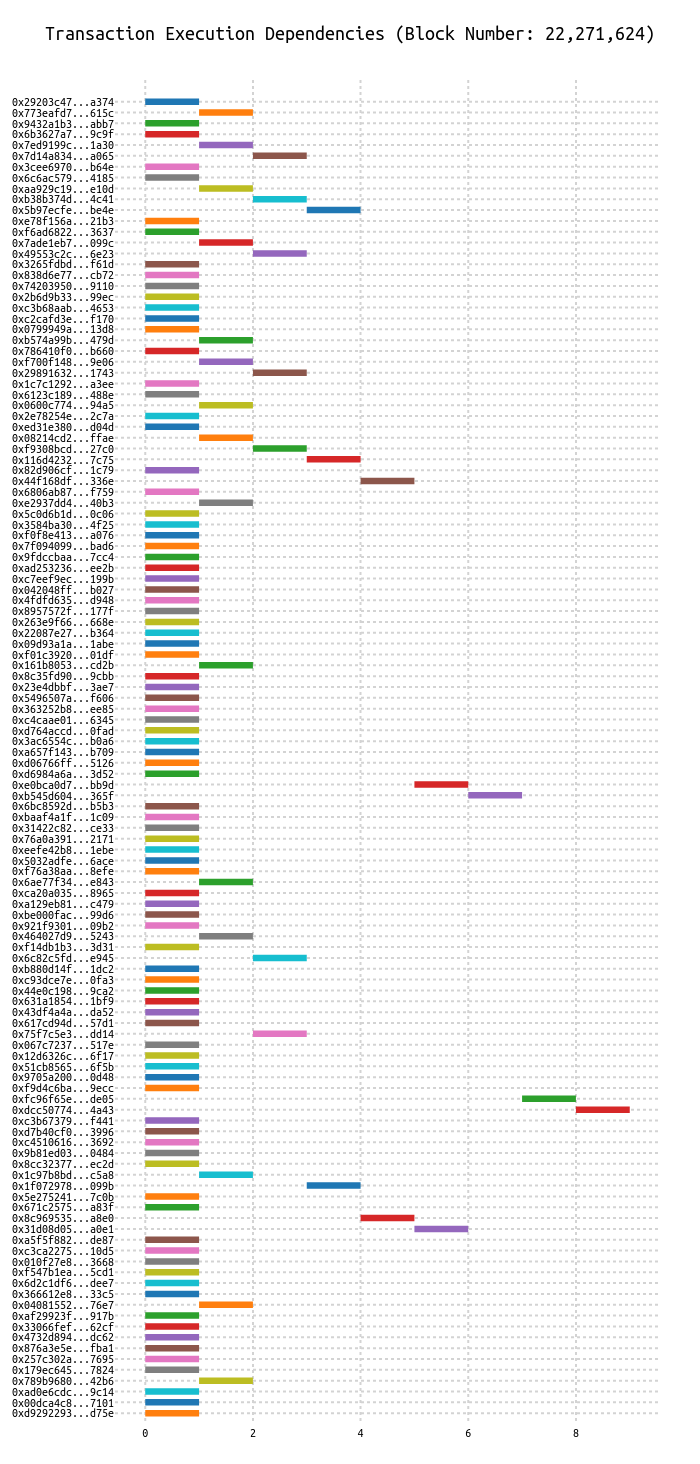 Transaction Execution Dependencies (Block Number: 22,271,624)
0x29203c47...a374
0x773eafd7...615c
0x9432a1b3...abb7
0x6b3627a7...9c9f
0x7ed9199c...1a30
0x7d14a834...a065
0x3cee6970...b64e
0x6c6ac579...4185
0xaa929c19...e10d
0xb38b374d...4c41
0x5b97ecfe...be4e
0xe78f156a...21b3
0xf6ad6822...3637
0x7ade1eb7...099c
0x49553c2c...6e23
0x3265fdbd...f61d
0x838d6e77...cb72
0x74203950...9110
0x2b6d9b33...99ec
0xc3b68aab...4653
0xc2cafd3e...f170
0x0799949a...13d8
0xb574a99b...479d
0x786410f0...b660
0xf700f148...9e06
0x29891632...1743
0x1c7c1292...a3ee
0x6123c189...488e
0x0600c774...94a5
0x2e78254e...2c7a
0xed31e380...d04d
0x08214cd2...ffae
0xf9308bcd...27c0
0x116d4232...7c75
0x82d906cf...1c79
0x44f168df...336e
0x6806ab87...f759
0xe2937dd4...40b3
0x5c0d6b1d...0c06
0x3584ba30...4f25
0xf0f8e413...a076
0x7f094099...bad6
0x9fdccbaa...7cc4
0xad253236...ee2b
0xc7eef9ec...199b
0x042048ff...b027
0x4fdfd635...d948
0x8957572f...177f
0x263e9f66...668e
0x22087e27...b364
0x09d93a1a...1abe
0xf01c3920...01df
0x161b8053...cd2b
0x8c35fd90...9cbb
0x23e4dbbf...3ae7
0x5496507a...f606
0x363252b8...ee85
0xc4caae01...6345
0xd764accd...0fad
0x3ac6554c...b0a6
0xa657f143...b709
0xd06766ff...5126
0xd6984a6a...3d52
0xe0bca0d7...bb9d
0xb545d604...365f
0x6bc8592d...b5b3
0xbaaf4a1f...1c09
0x31422c82...ce33
0x76a0a391...2171
0xeefe42b8...1ebe
0x5032adfe...6ace
0xf76a38aa...8efe
0x6ae77f34...e843
0xca20a035...8965
0xa129eb81...c479
0xbe000fac...99d6
0x921f9301...09b2
0x464027d9...5243
0xf14db1b3...3d31
0x6c82c5fd...e945
0xb880d14f...1dc2
0xc93dce7e...0fa3
0x44e0c198...9ca2
0x631a1854...1bf9
0x43df4a4a...da52
0x617cd94d...57d1
0x75f7c5e3...dd14
0x067c7237...517e
0x12d6326c...6f17
0x51cb8565...6f5b
0x9705a200...0d48
0xf9d4c6ba...9ecc
0xfc96f65e...de05
0xdcc50774...4a43
0xc3b67379...f441
0xd7b40cf0...3996
0xc4510616...3692
0x9b81ed03...0484
0x8cc32377...ec2d
0x1c97b8bd...c5a8
0x1f072978...099b
0x5e275241...7c0b
0x671c2575...a83f
0x8c969535...a8e0
0x31d08d05...a0e1
0xa5f5f882...de87
0xc3ca2275...10d5
0x010f27e8...3668
0xf547b1ea...5cd1
0x6d2c1df6...dee7
0x366612e8...33c5
0x04081552...76e7
0xaf29923f...917b
0x33066fef...62cf
0x4732d894...dc62
0x876a3e5e...fba1
0x257c302a...7695
0x179ec645...7824
0x789b9680...42b6
0xad0e6cdc...9c14
0x00dca4c8...7101
0xd9292293...d75e
0 2 4 6 8